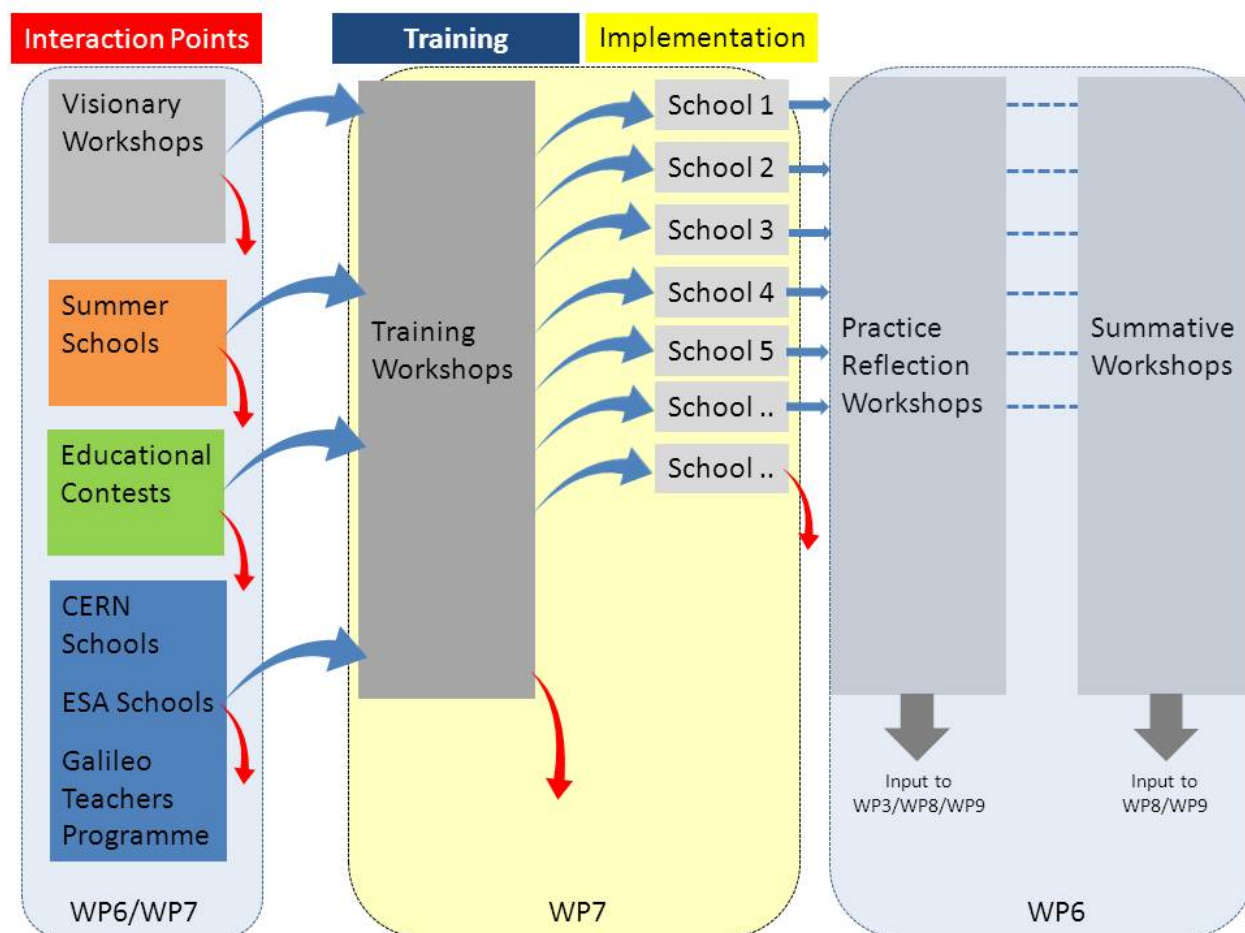 Interaction Points
Training
Implementation
Visionary
Workshops
Summer
Schools
Educational
Contests
CERN
Schools
ESA Schools
Galileo
Teachers
Programme
WP6/WP7
Training
Workshops
School 1
School 2
School 3
School 4
School 5
School ..
School ..
WP7
Practice
Reflection
Workshops
Summative
Workshops
Input to
WP3/WP8/WP9
Input to
WP8/WP9
WP6